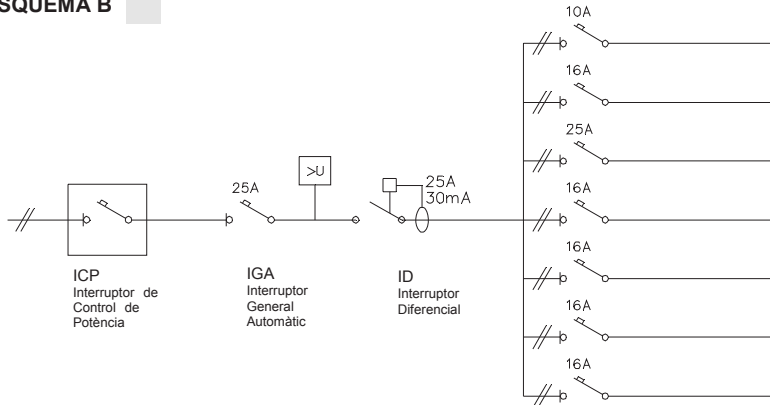 SQUEMA B
10A
16A
25A
16A
16A
16A
16A
25A
>U
25A
30mA
ICP
Interruptor de
Control de
Potència
IGA
Interruptor
General
Automàtic
ID
Interruptor
Diferencial